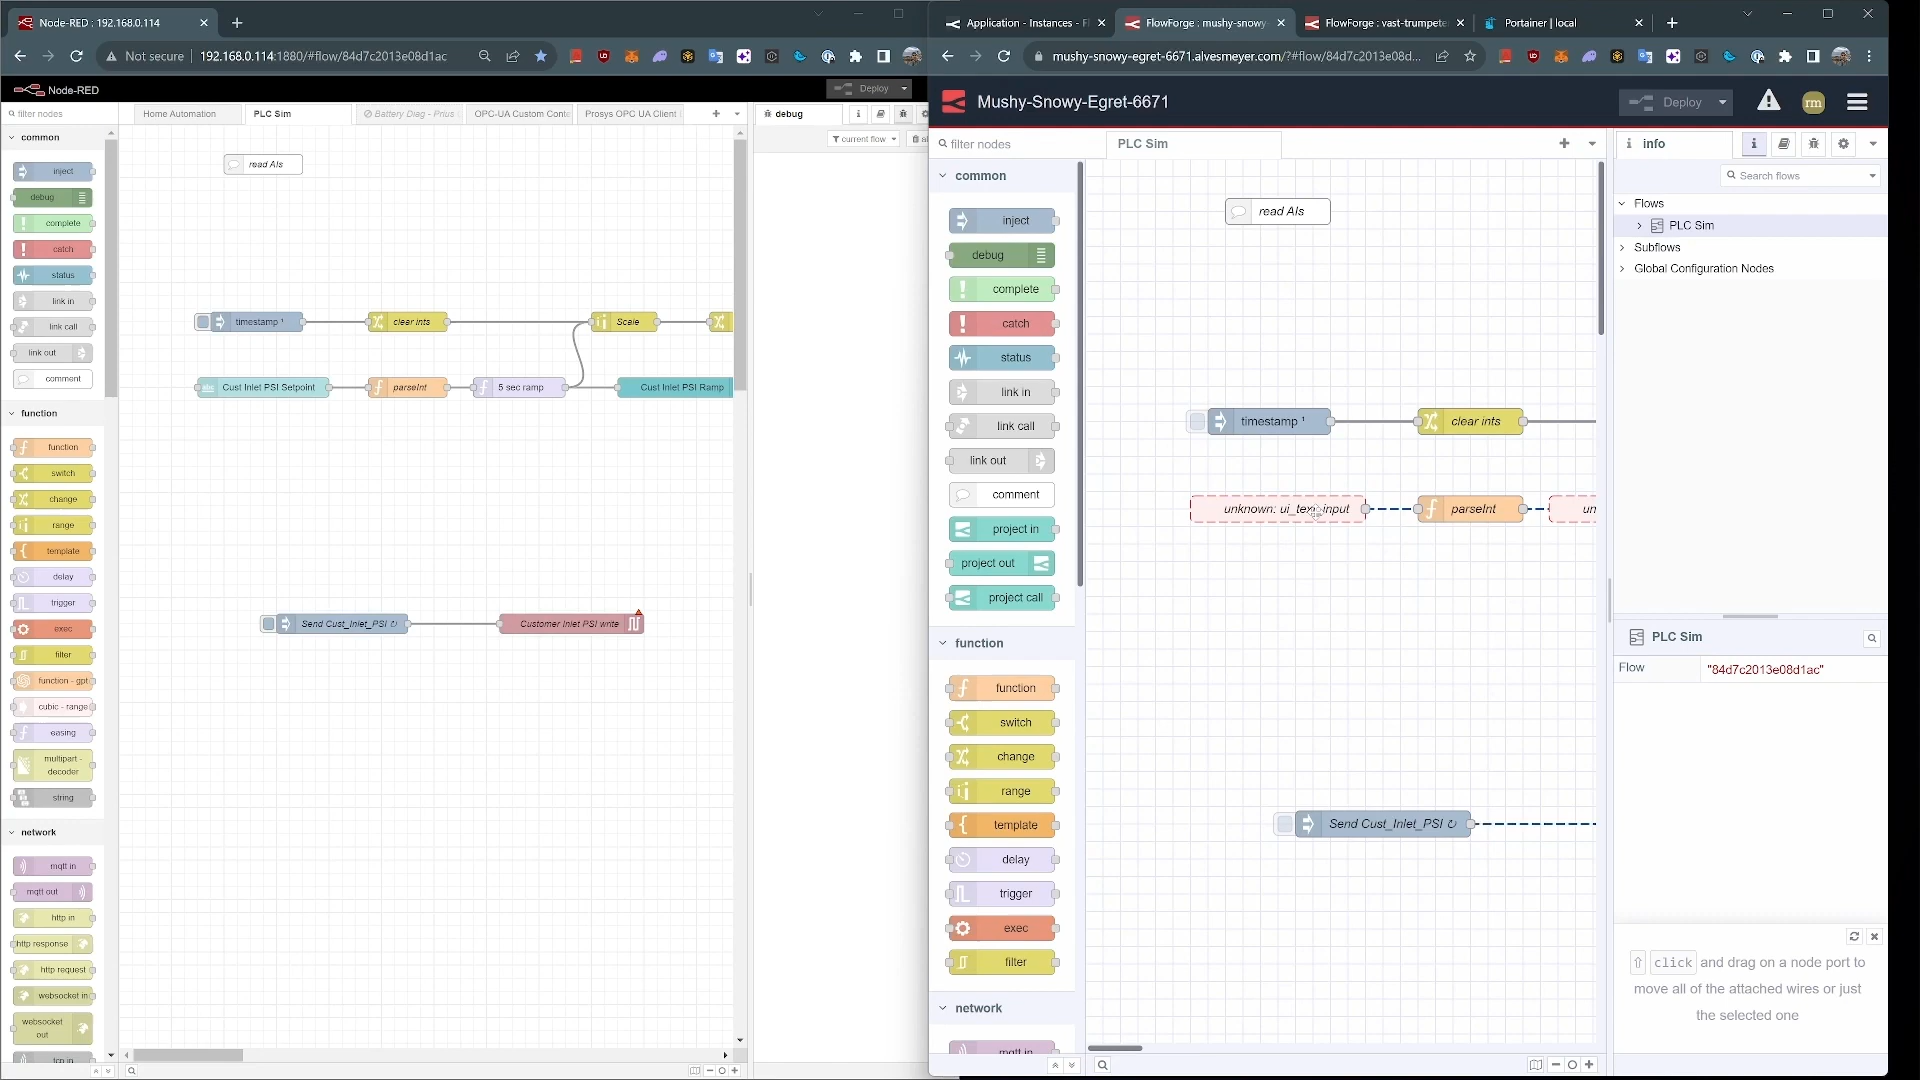 Node-RED : 192.168.0.114
Not secure
192.168.0.114:1880/#flow/84d7c2013e08d1ac
Node-RED
Deploy
filter nodes
Home Automation
PLC Sim
Battery Diag - Prius
OPC-UA Custom Cont
Prosys OPC UA Client
debug
current flow
common
inject
debug
complete
catch
status
link in
link call
link out
comment
function
function
switch
change
range
template
delay
trigger
exec
filter
function - gpt
cubic - range
easing
multipart -
decoder
string
network
mqtt in
mqtt out
http in
http response
http request
websocket in
websocket
out
tcp in
read AIs
timestamp ¹
clear ints
Scale
Cust Inlet PSI Setpoint
parseInt
5 sec ramp
Cust Inlet PSI Ramp
Send Cust_Inlet_PSI ↻
Customer Inlet PSI write
Application - Instances - F
FlowForge : mushy-snowy-
FlowForge : vast-trumpete
Portainer | local
mushy-snowy-egret-6671.alvesmeyer.com/?#flow/84d7c2013e08d...
Mushy-Snowy-Egret-6671
Deploy
rm
filter nodes
PLC Sim
info
i
Search flows
common
inject
debug
complete
catch
status
link in
link call
link out
comment
project in
project out
project call
function
function
switch
change
range
template
delay
trigger
exec
filter
network
mqtt in
read AIs
timestamp ¹
clear ints
unknown: ui_text_input
parseInt
un
Send Cust_Inlet_PSI ↻
Flows
PLC Sim
Subflows
Global Configuration Nodes
PLC Sim
Flow
"84d7c2013e08d1ac"
⇧ click and drag on a node port to
move all of the attached wires or just
the selected one